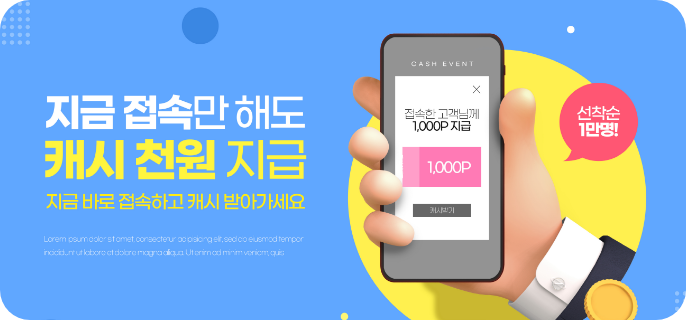 지금 접속만 해도
캐시 천원 지급
지금 바로 접속하고 캐시 받아가세요
Lorem ipsum dolor sit amet, consectetur adipisicing elit, sed do eiusmod tempor
incididunt ut labore et dolore magna aliqua. Ut enim ad minim veniam, quis
CASH EVENT
접속한 고객님께
1,000P 지급
1,000P
캐시받기
선착순
1만명!